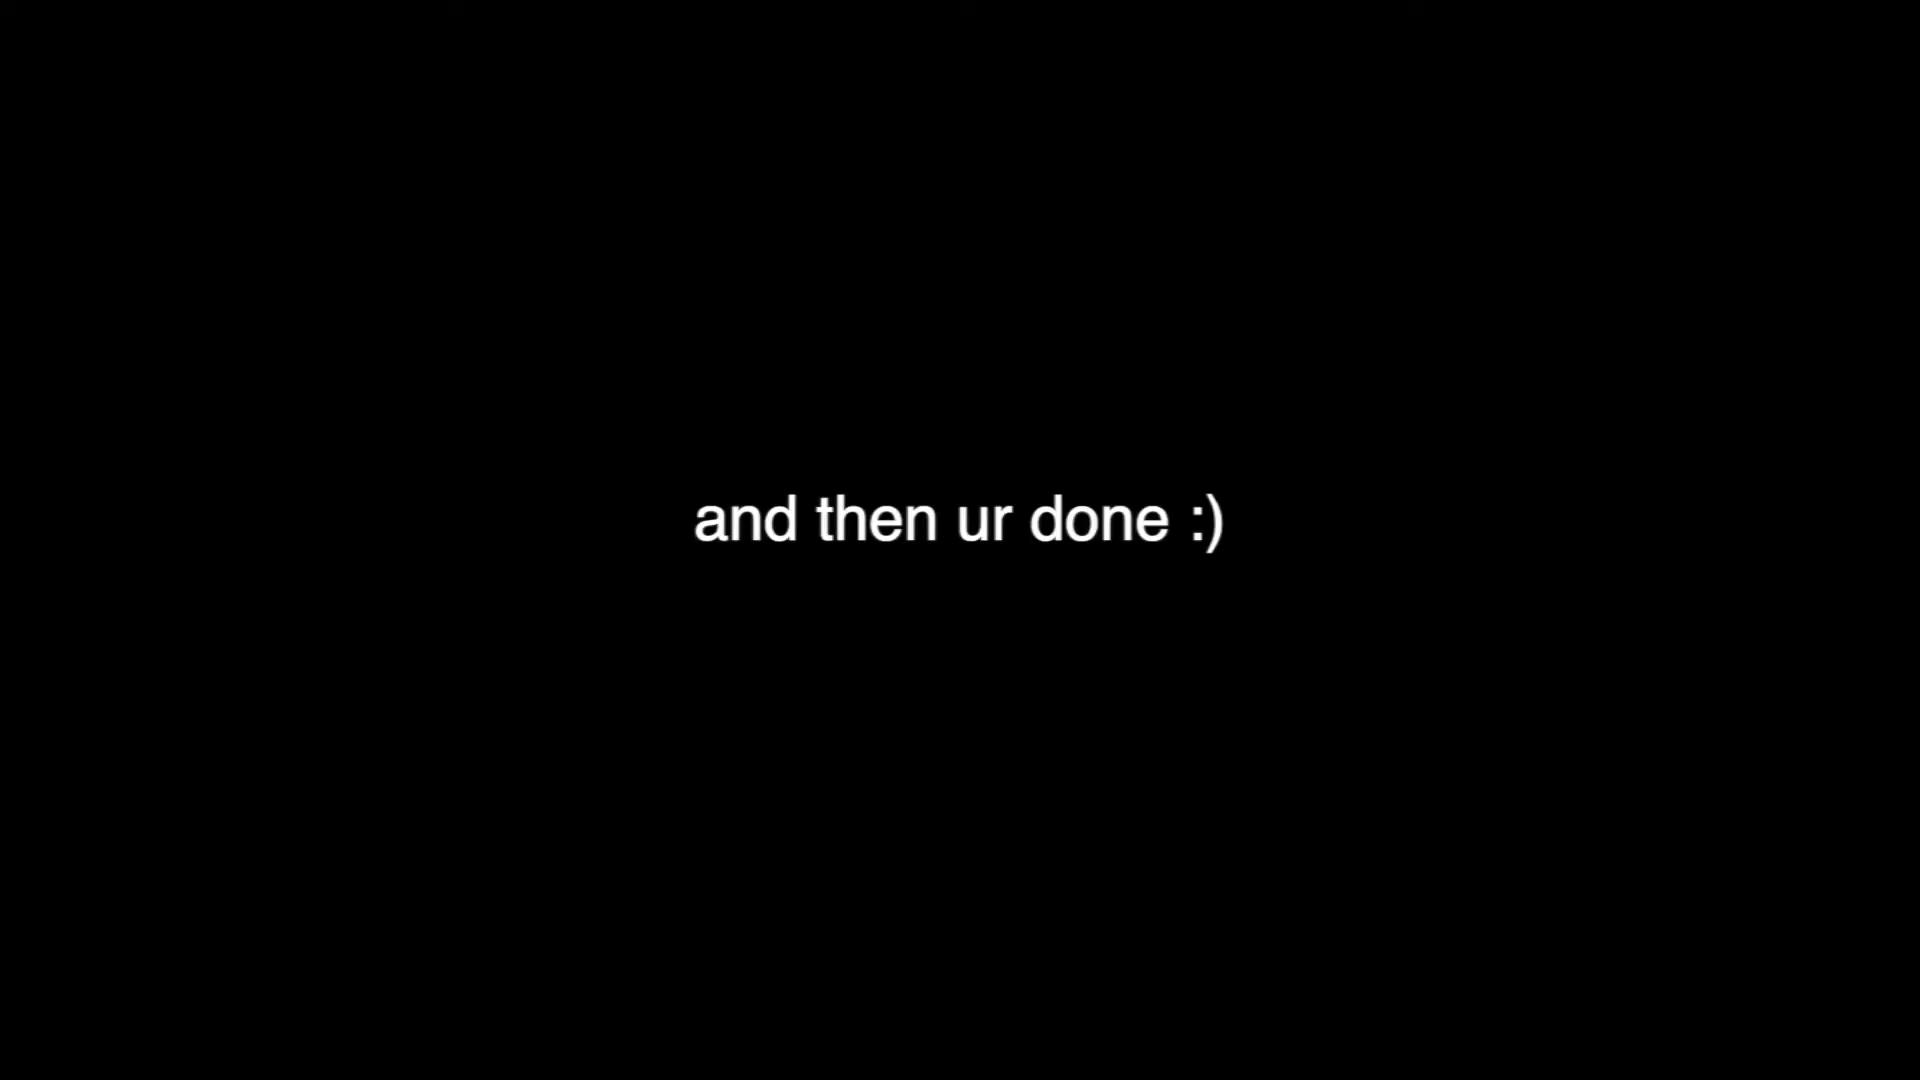 and then ur done :)